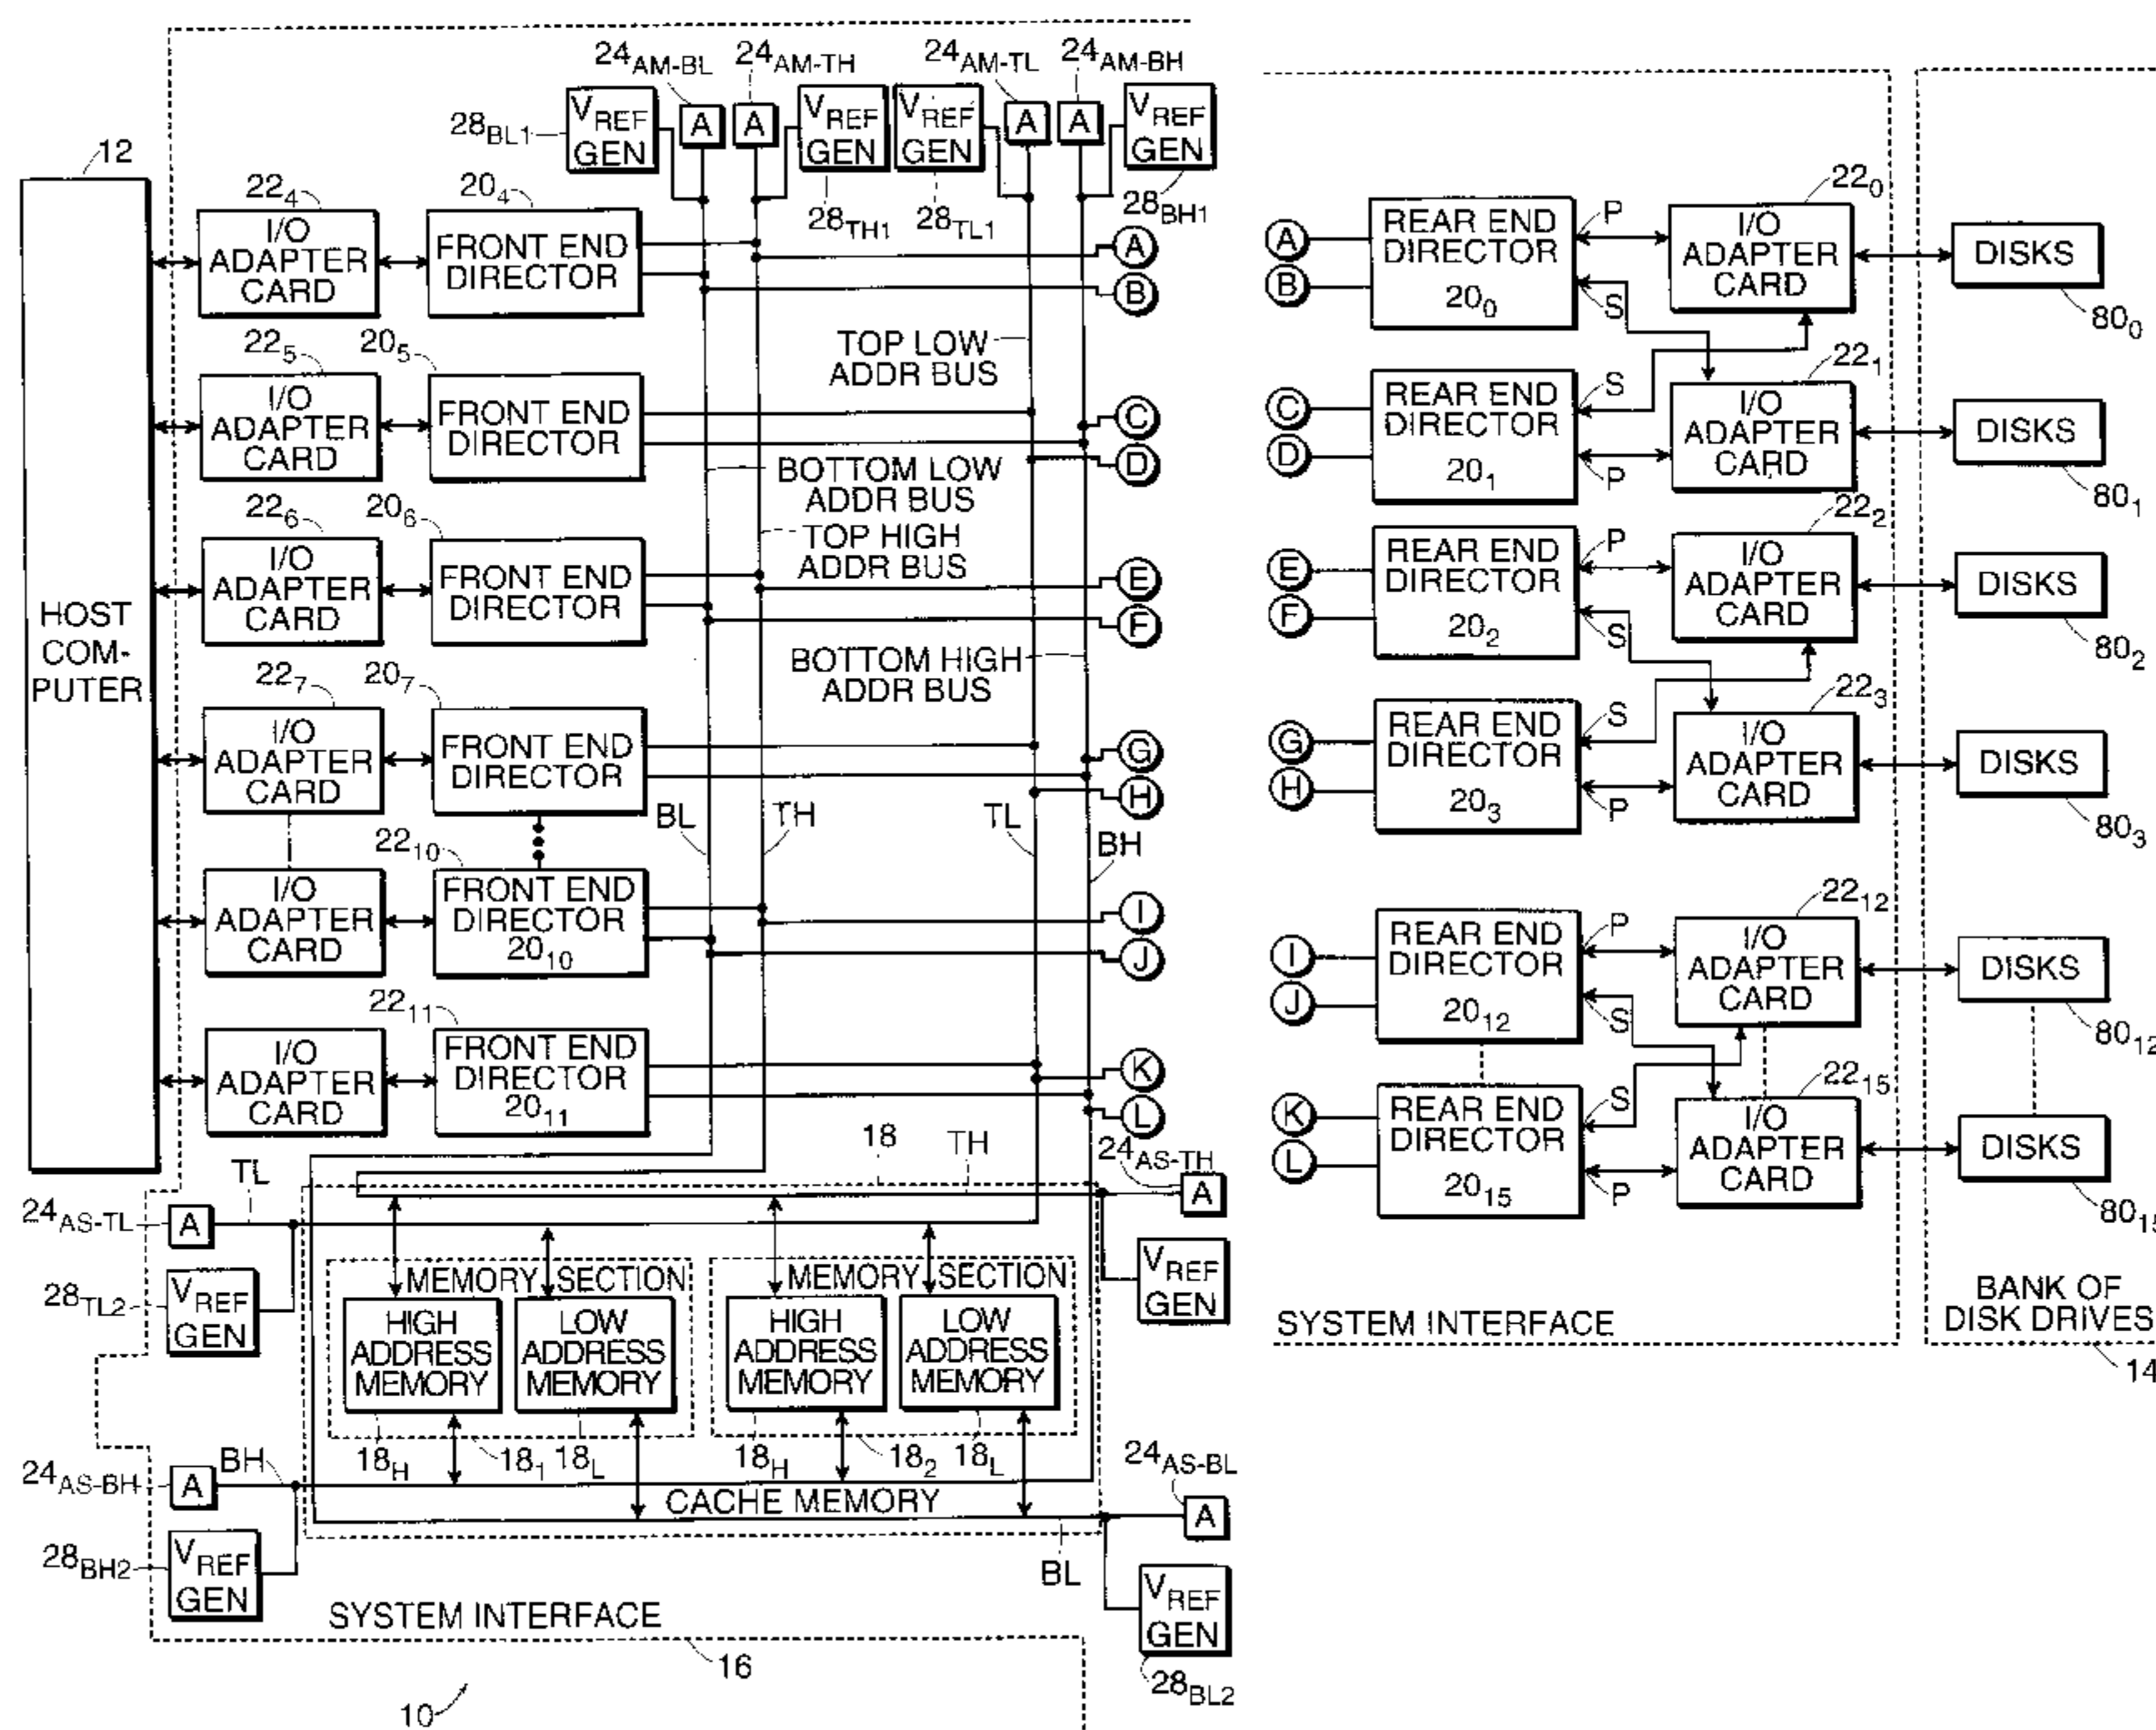 24AM-BL 24AM-TH 24AM-TL 24AM-BH
VREF GEN
A
A
VREF GEN
VREF GEN
A
A
VREF GEN
28BL1
28TH1
28TL1
28BH1
12
HOST
COM-
PUTER
224
I/O
ADAPTER
CARD
204
FRONT END
DIRECTOR
A
B
TOP LOW
ADDR BUS
225
I/O
ADAPTER
CARD
205
FRONT END
DIRECTOR
C
D
BOTTOM LOW
ADDR BUS
TOP HIGH
ADDR BUS
226
I/O
ADAPTER
CARD
206
FRONT END
DIRECTOR
E
F
BOTTOM HIGH
ADDR BUS
227
I/O
ADAPTER
CARD
207
FRONT END
DIRECTOR
G
H
BL
TH
TL
BH
2210
I/O
ADAPTER
CARD
FRONT END
DIRECTOR
2010
I
J
2211
I/O
ADAPTER
CARD
FRONT END
DIRECTOR
2011
K
L
18
TH
24AS-TH
A
TL
24AS-TL
A
VREF
GEN
28TL2
VREF
GEN
MEMORY SECTION
HIGH
ADDRESS
MEMORY
LOW
ADDRESS
MEMORY
MEMORY SECTION
HIGH
ADDRESS
MEMORY
LOW
ADDRESS
MEMORY
18H
181
18L
18H
182
18L
24AS-BH
A
BH
CACHE MEMORY
24AS-BL
A
28BH2
VREF
GEN
BL
VREF
GEN
28BL2
SYSTEM INTERFACE
16
10
A
B
REAR END
DIRECTOR
200
P
S
220
I/O
ADAPTER
CARD
DISKS
800
C
D
REAR END
DIRECTOR
201
S
P
221
I/O
ADAPTER
CARD
DISKS
801
E
F
REAR END
DIRECTOR
202
P
S
222
I/O
ADAPTER
CARD
DISKS
802
G
H
REAR END
DIRECTOR
203
S
P
223
I/O
ADAPTER
CARD
DISKS
803
I
J
REAR END
DIRECTOR
2012
P
S
2212
I/O
ADAPTER
CARD
DISKS
8012
K
L
REAR END
DIRECTOR
2015
S
P
2215
I/O
ADAPTER
CARD
DISKS
8015
SYSTEM INTERFACE
BANK OF
DISK DRIVES
14